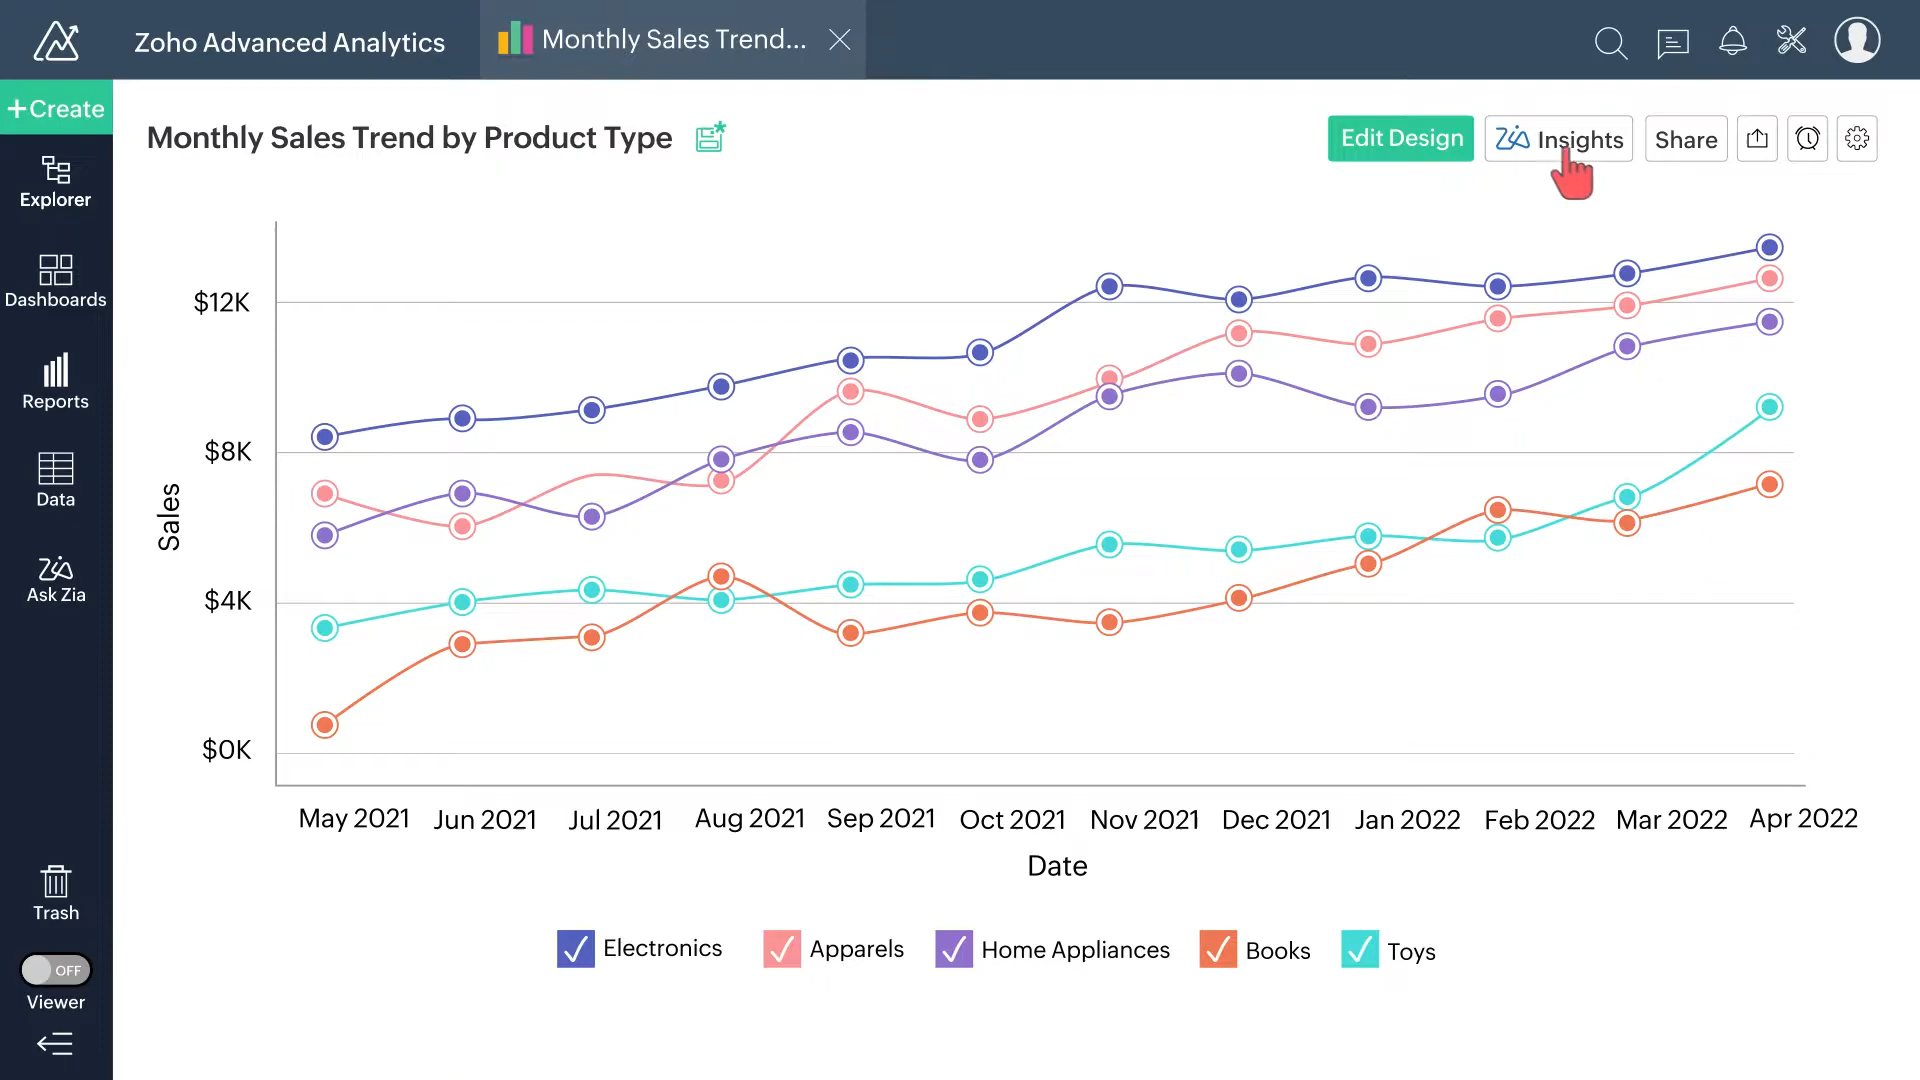 Zoho Advanced Analytics
Monthly Sales Trend...
+Create
Explorer
Dashboards
Reports
Data
Zia
Ask Zia
Trash
OFF
Viewer
Monthly Sales Trend by Product Type
Edit Design
Zia Insights
Share
$12K
$8K
$4K
$0K
Sales
May 2021
Jun 2021
Jul 2021
Aug 2021
Sep 2021
Oct 2021
Nov 2021
Dec 2021
Jan 2022
Feb 2022
Mar 2022
Apr 2022
Date
Electronics
Apparels
Home Appliances
Books
Toys